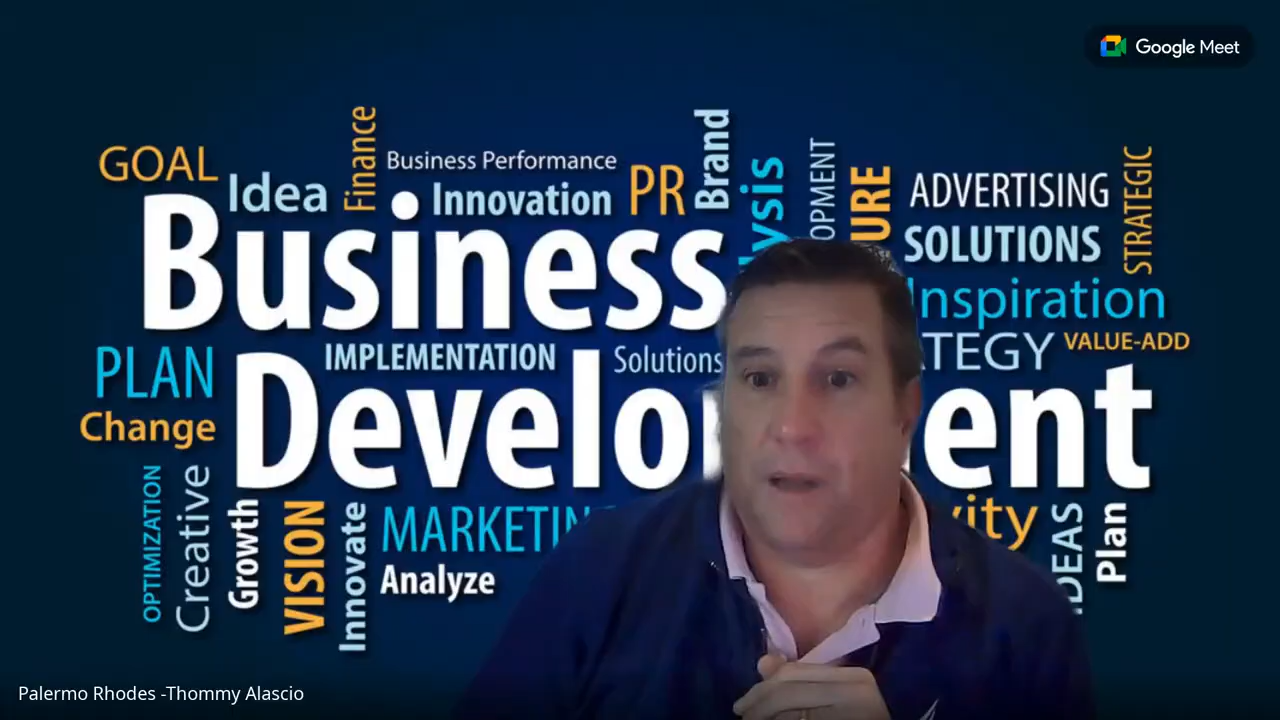 Google Meet
GOAL
Idea
Finance
Business Performance
Innovation
PR
Brand
ADVERTISING
SOLUTIONS
STRATEGIC
Business
Inspiration
PLAN
IMPLEMENTATION
Solutions
VALUE-ADD
Change
OPTIMIZATION
Creative
Growth
VISION
Innovate
Analyze
Plan
Palermo Rhodes -Thommy Alascio